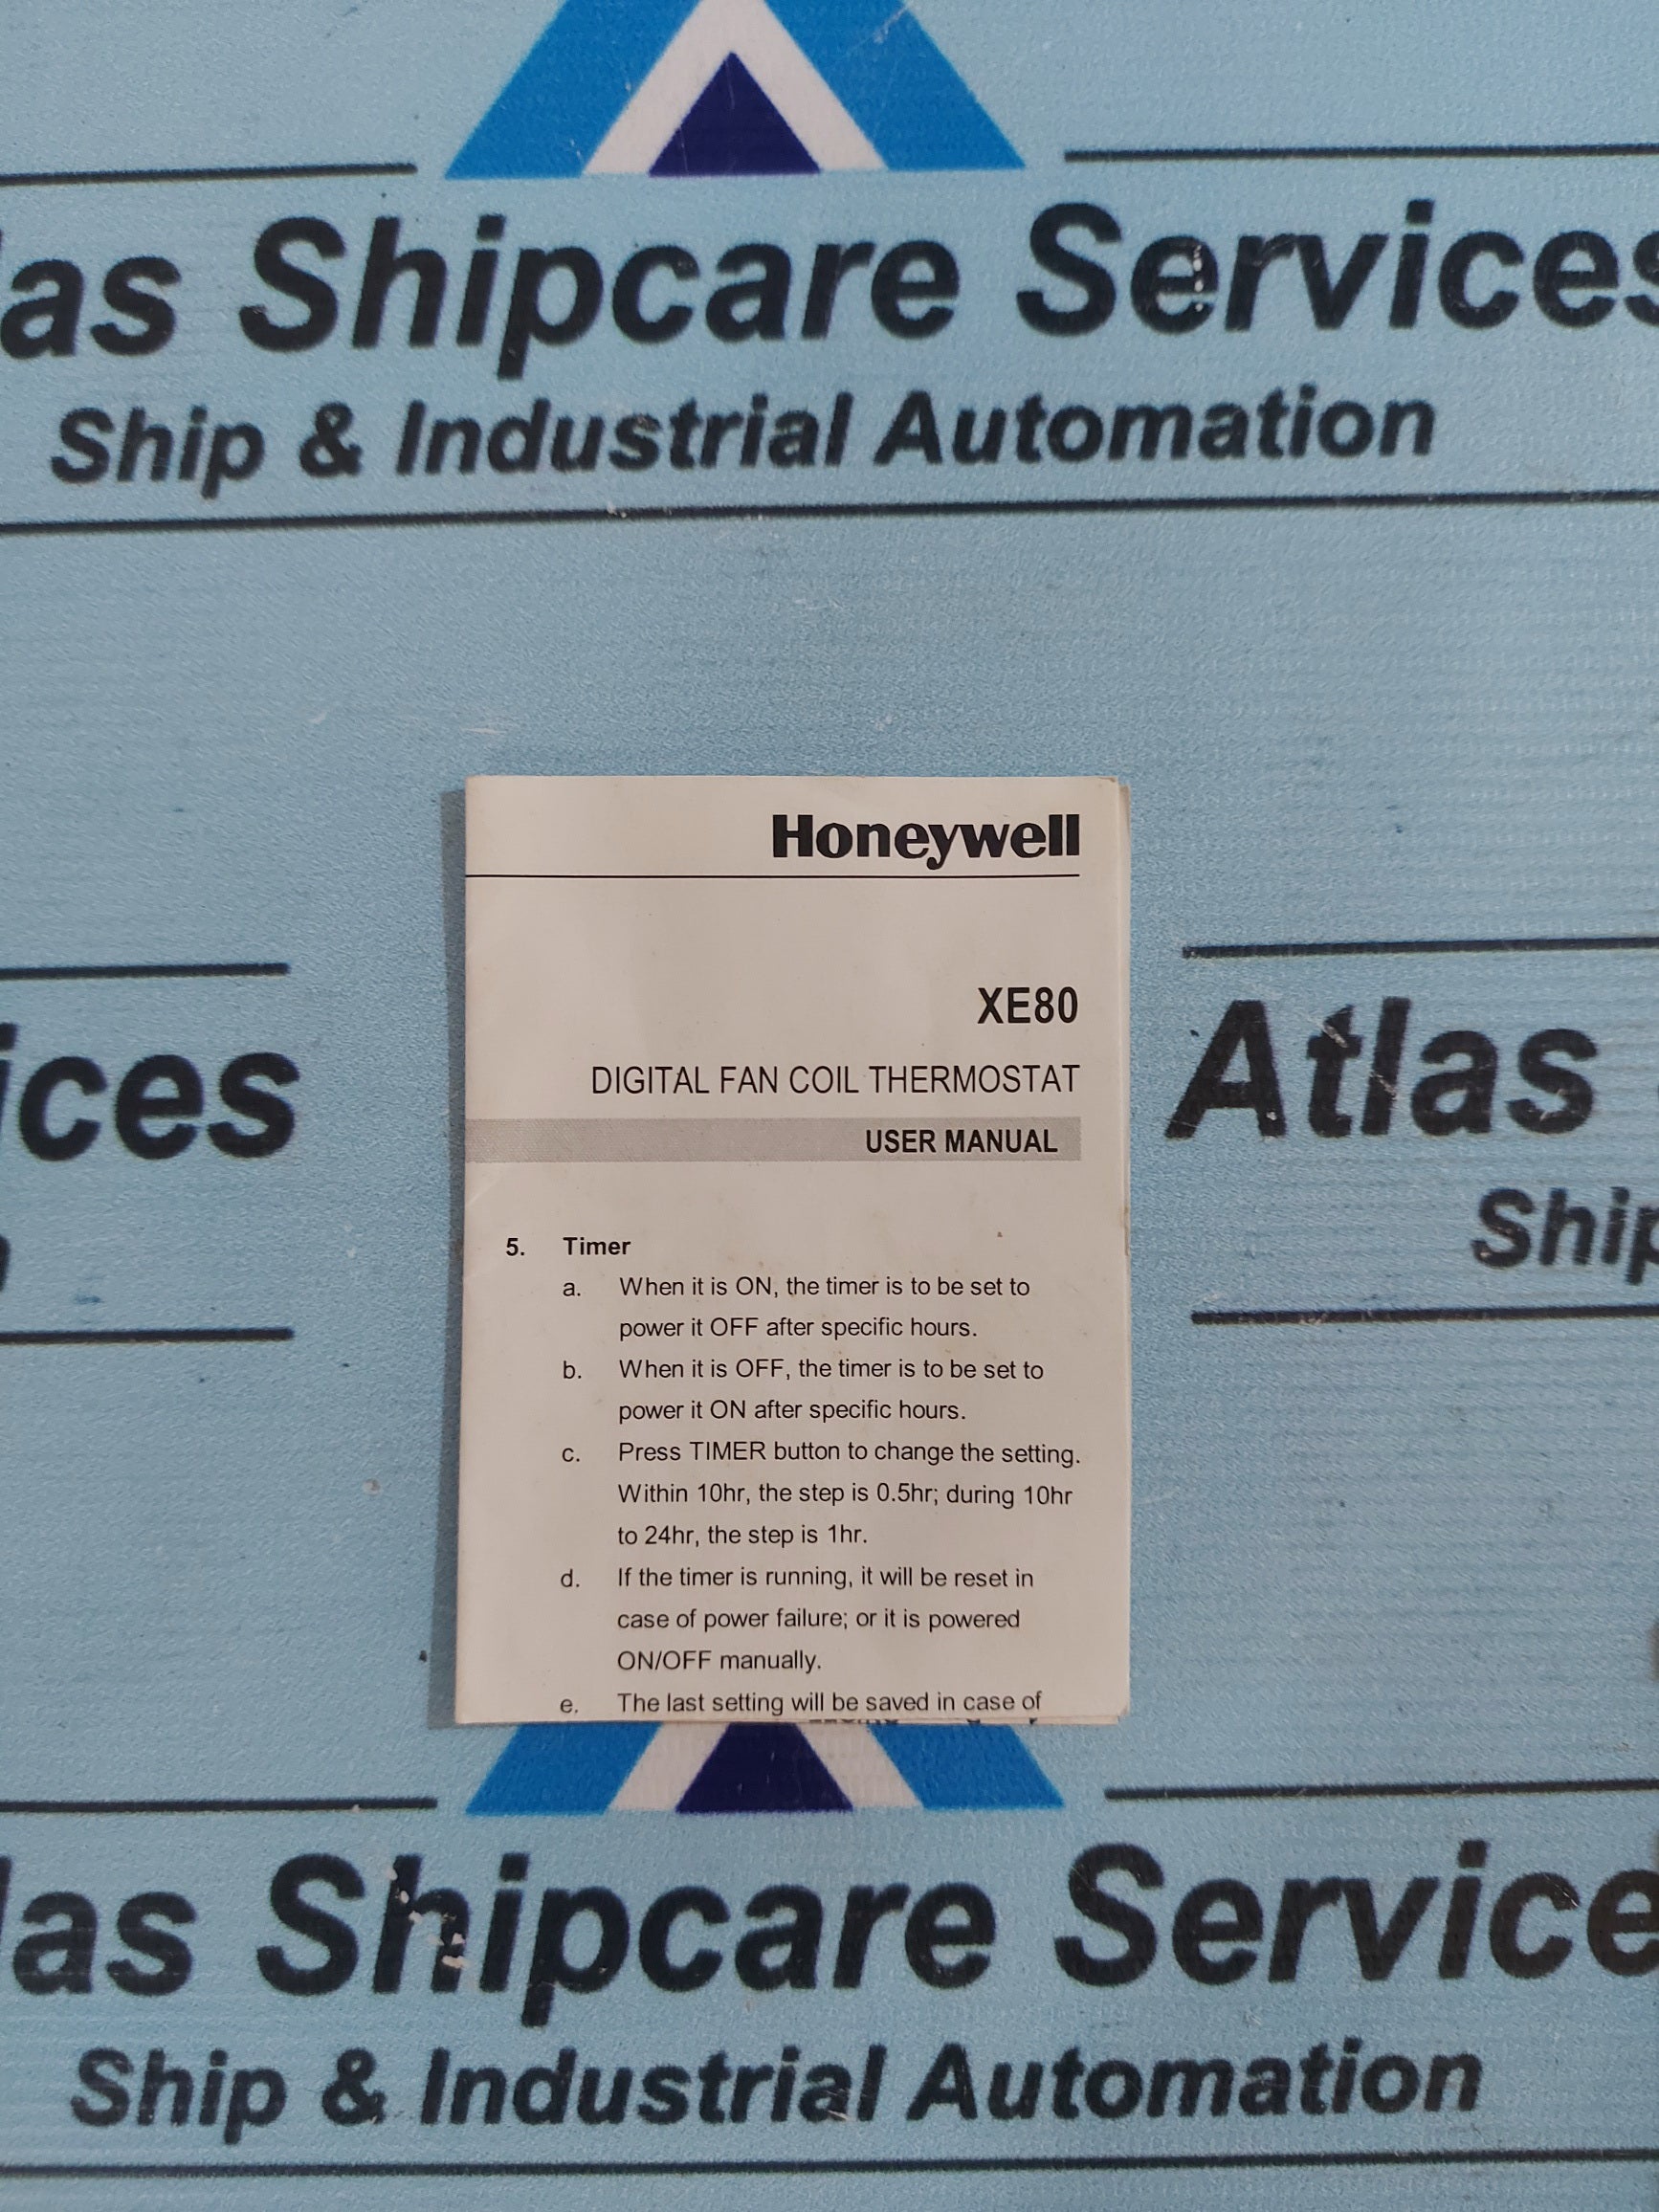 las Shipcare Services
Ship & Industrial Automation
Honeywell
XE80
DIGITAL FAN COIL THERMOSTAT
USER MANUAL
ices
Atlas
Ship
5. Timer
a. When it is ON, the timer is to be set to
power it OFF after specific hours.
b. When it is OFF, the timer is to be set to
power it ON after specific hours.
c. Press TIMER button to change the setting.
Within 10hr, the step is 0.5hr; during 10hr
to 24hr, the step is 1hr.
d. If the timer is running, it will be reset in
case of power failure; or it is powered
ON/OFF manually.
e. The last setting will be saved in case of
las Shipcare Service
Ship & Industrial Automation